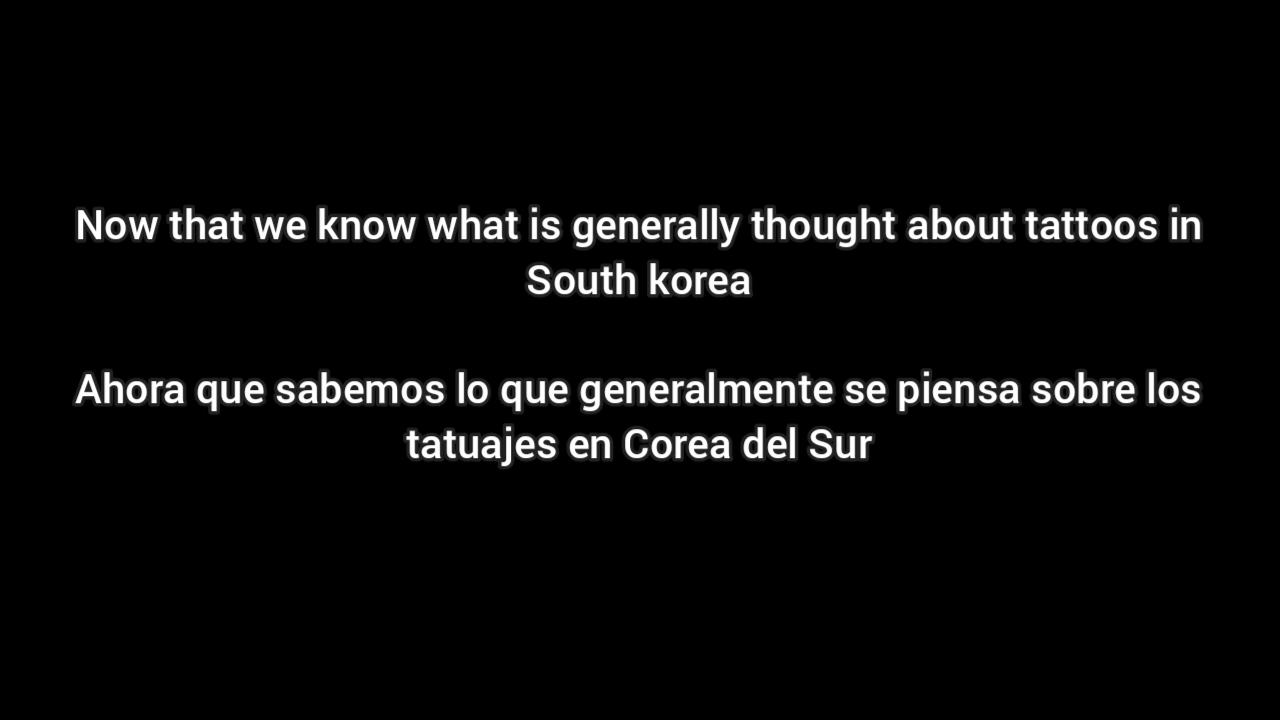 Now that we know what is generally thought about tattoos in
South korea
Ahora que sabemos lo que generalmente se piensa sobre los
tatuajes en Corea del Sur